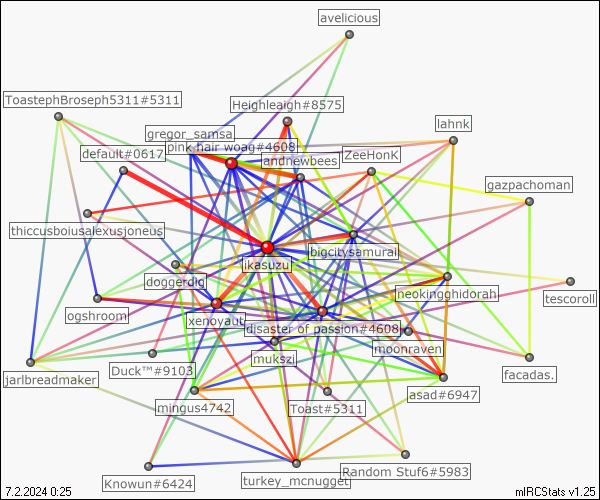 avelicious
ToastephBroseph5311#5311
Heighleaigh#8575
lahnk
gregor_samsa
pink hair woag#4608
default#0617
andrewbees
ZeeHonK
gazpachoman
thiccusboiusalexusjoneus
bigcitysamurai
ikasuzu
doggerdig
neokingghidorah
tescoroll
ogshroom
xenoyaut
disaster of passion#4608
mukszi
moonraven
Duck™#9103
facadas.
jarlbreadmaker
asad#6947
mingus4742
Toast#5311
Random Stuf6#5983
Knowun#6424
turkey_mcnugget
7.2.2024 0:25
mIRCStats v1.25